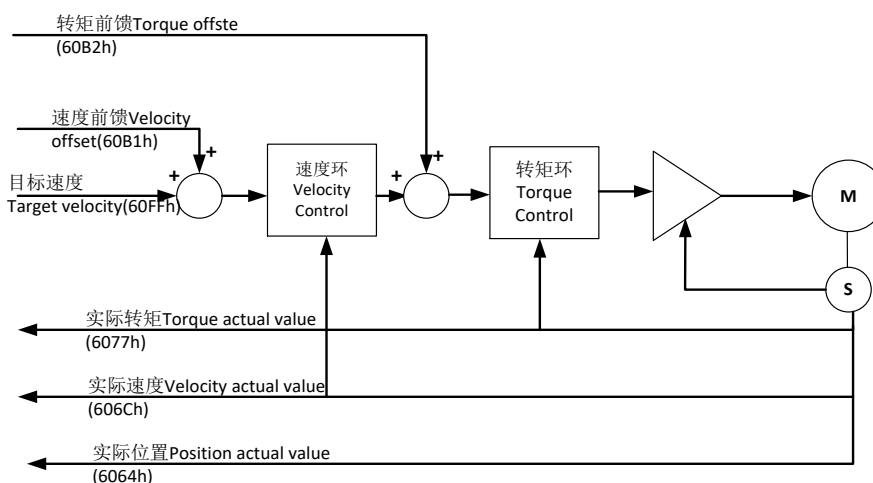 转矩前馈Torque offste
(60B2h)
+
速度前馈Velocity
offset(60B1h)
+
+
目标速度
Target velocity(60FFh)
速度环
Velocity
Control
+
转矩环
Torque
Control
M
S
实际转矩Torque actual value
(6077h)
实际速度Velocity actual value
(606Ch)
实际位置Position actual value
(6064h)